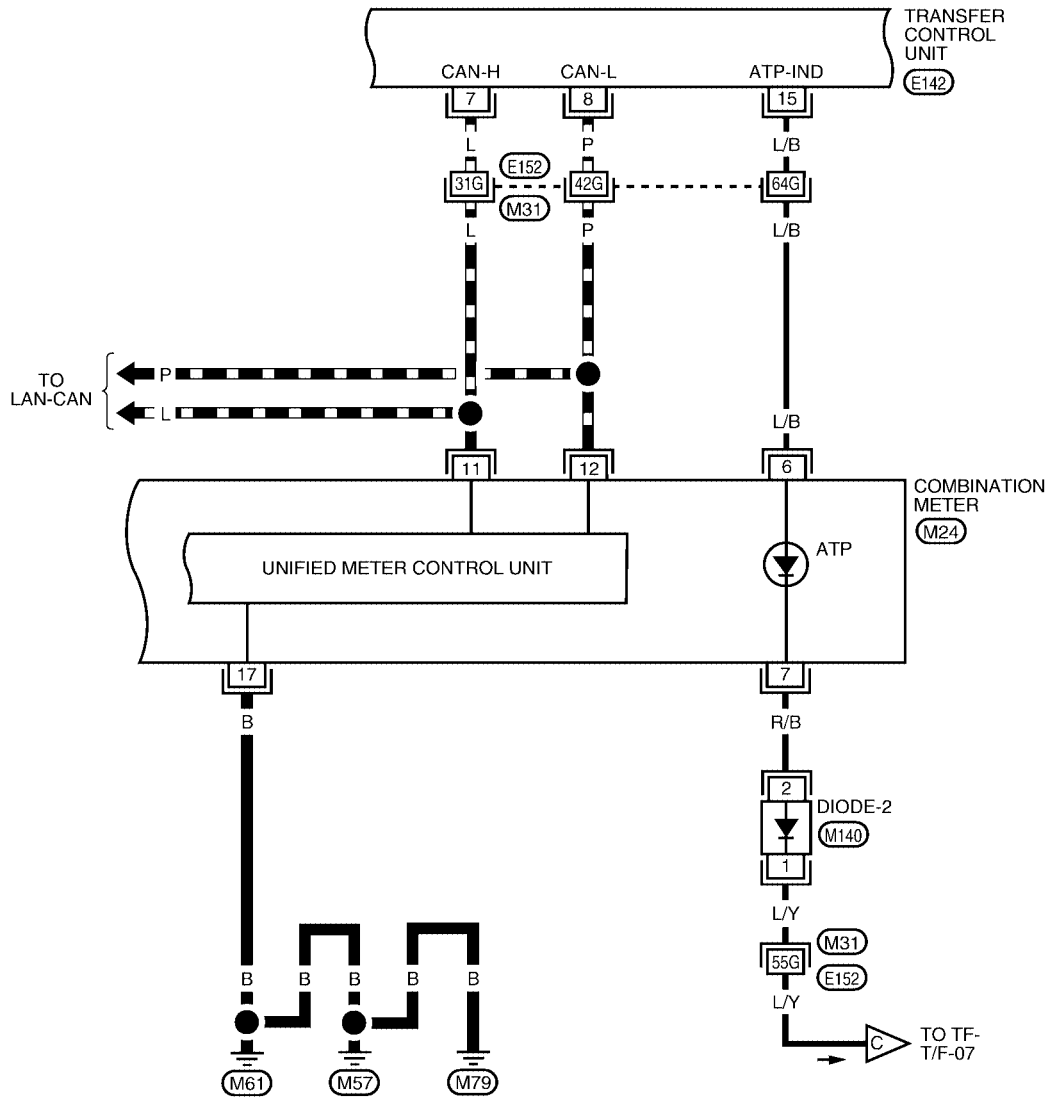 TRANSFER
CONTROL
UNIT
E142
CAN-H
CAN-L
ATP-IND
7
8
15
L
P
L/B
E152
31G
42G
64G
M31
L
P
L/B
TO
LAN-CAN
P
L
L/B
11
12
6
COMBINATION
METER
M24
ATP
UNIFIED METER CONTROL UNIT
17
7
B
R/B
2
DIODE-2
M140
1
L/Y
M31
55G
E152
B
B
B
B
B
L/Y
C
TO TF-
T/F-07
M61
M57
M79